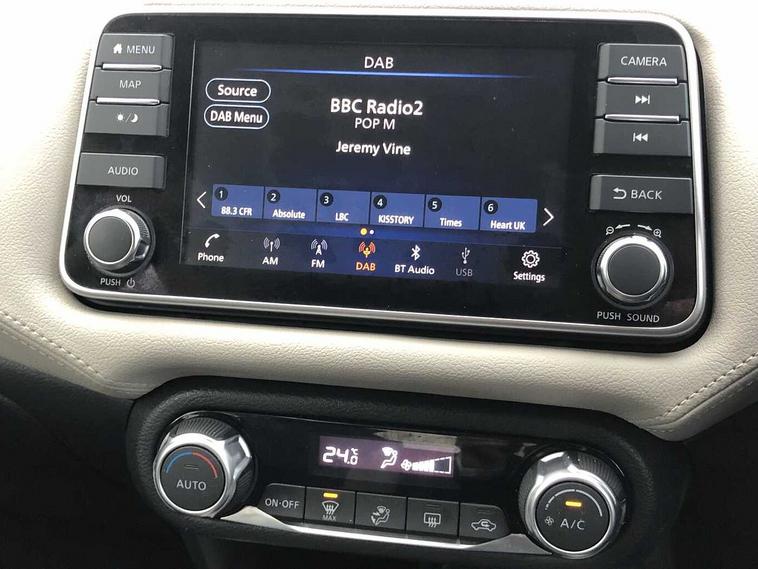 MENU
MAP
AUDIO
VOL
PUSH
DAB
Source
DAB Menu
BBC Radio2
POP M
Jeremy Vine
1 88.3 CFR
2 Absolute
3 LBC
4 KISSTORY
5 Times
6 Heart UK
Phone
AM
FM
DAB
BT Audio
USB
Settings
CAMERA
BACK
PUSH SOUND
AUTO
24.0 °C
ON·OFF
MAX
A/C